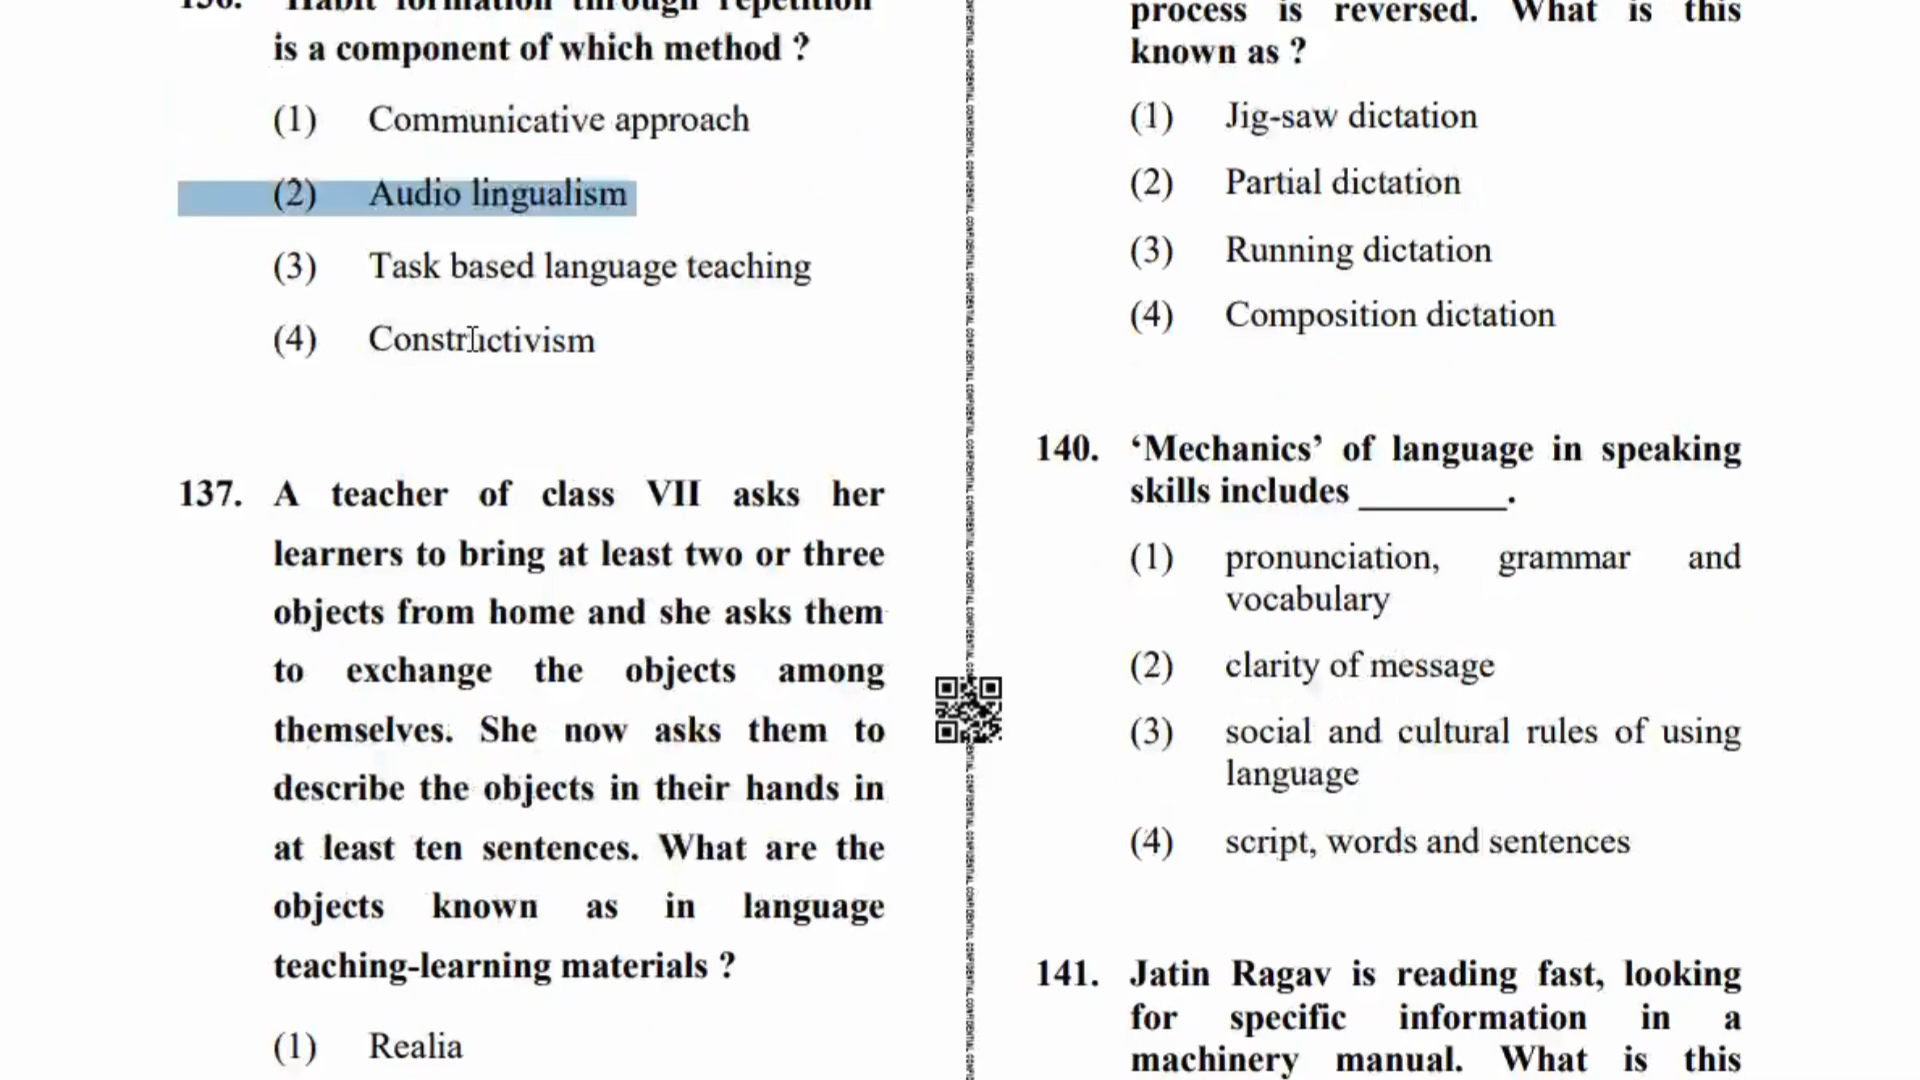 136. 'Habit formation through repetition
is a component of which method ?
(1) Communicative approach
(2) Audio lingualism
(3) Task based language teaching
(4) Constructivism
137. A teacher of class VII asks her
learners to bring at least two or three
objects from home and she asks them
to exchange the objects among
themselves. She now asks them to
describe the objects in their hands in
at least ten sentences. What are the
objects known as in language
teaching-learning materials ?
(1) Realia
process is reversed. What is this
known as ?
(1) Jig-saw dictation
(2) Partial dictation
(3) Running dictation
(4) Composition dictation
140. ‘Mechanics’ of language in speaking
skills includes ________.
(1) pronunciation, grammar and
vocabulary
(2) clarity of message
(3) social and cultural rules of using
language
(4) script, words and sentences
141. Jatin Ragav is reading fast, looking
for specific information in a
machinery manual. What is this